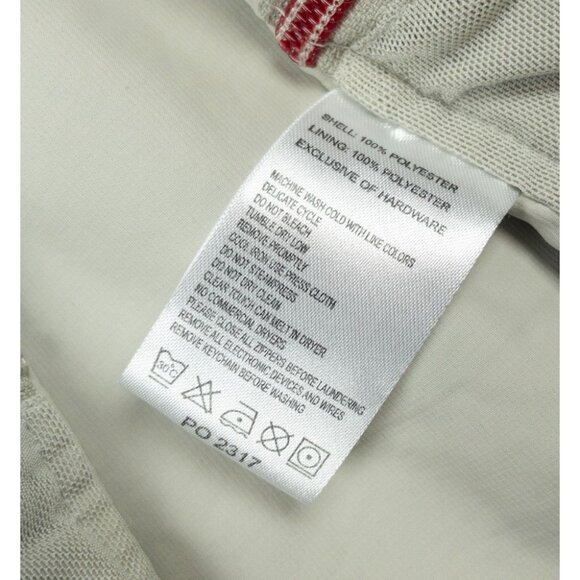 SHELL: 100% POLYESTER
LINING: 100% POLYESTER
EXCLUSIVE OF HARDWARE
MACHINE WASH COLD WITH LIKE COLORS
DELICATE CYCLE
DO NOT BLEACH
TUMBLE DRY LOW
REMOVE PROMPTLY
COOL IRON USE PRESS CLOTH
DO NOT STEAMPRESS
DO NOT DRY CLEAN
CLEAR TOUCH CAN MELT IN DRYER
NO COMMERCIAL DRYERS
PLEASE CLOSE ALL ZIPPERS BEFORE LAUNDERING
REMOVE ALL ELECTRONIC DEVICES AND WIRES
REMOVE KEYCHAIN BEFORE WASHING
30°C
PO 2317